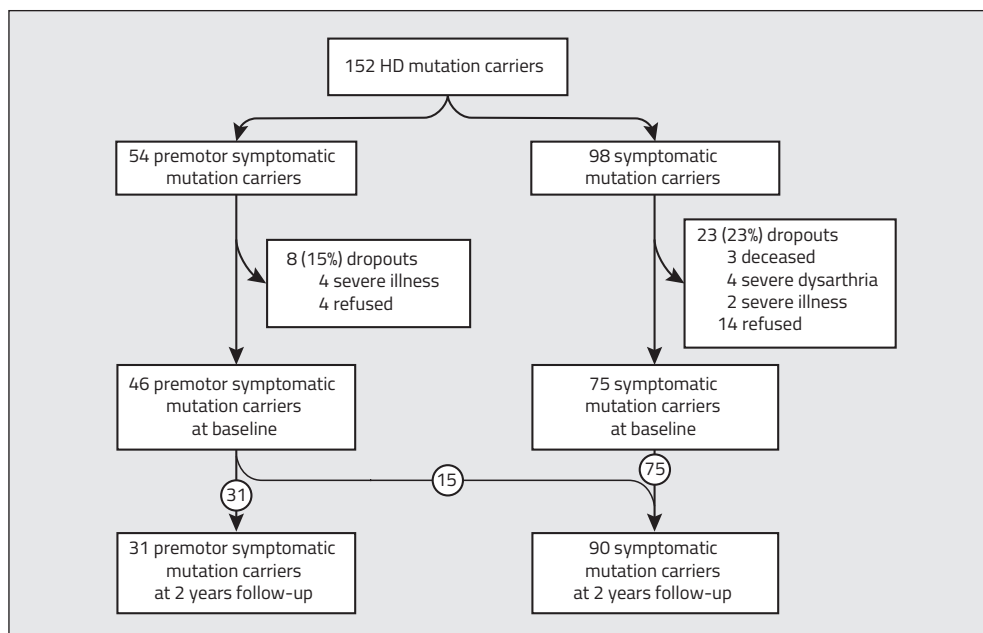 152 HD mutation carriers
54 premotor symptomatic
mutation carriers
98 symptomatic
mutation carriers
8 (15%) dropouts
4 severe illness
4 refused
23 (23%) dropouts
3 deceased
4 severe dysarthria
2 severe illness
14 refused
46 premotor symptomatic
mutation carriers
at baseline
75 symptomatic
mutation carriers
at baseline
31
15
75
31 premotor symptomatic
mutation carriers
at 2 years follow-up
90 symptomatic
mutation carriers
at 2 years follow-up